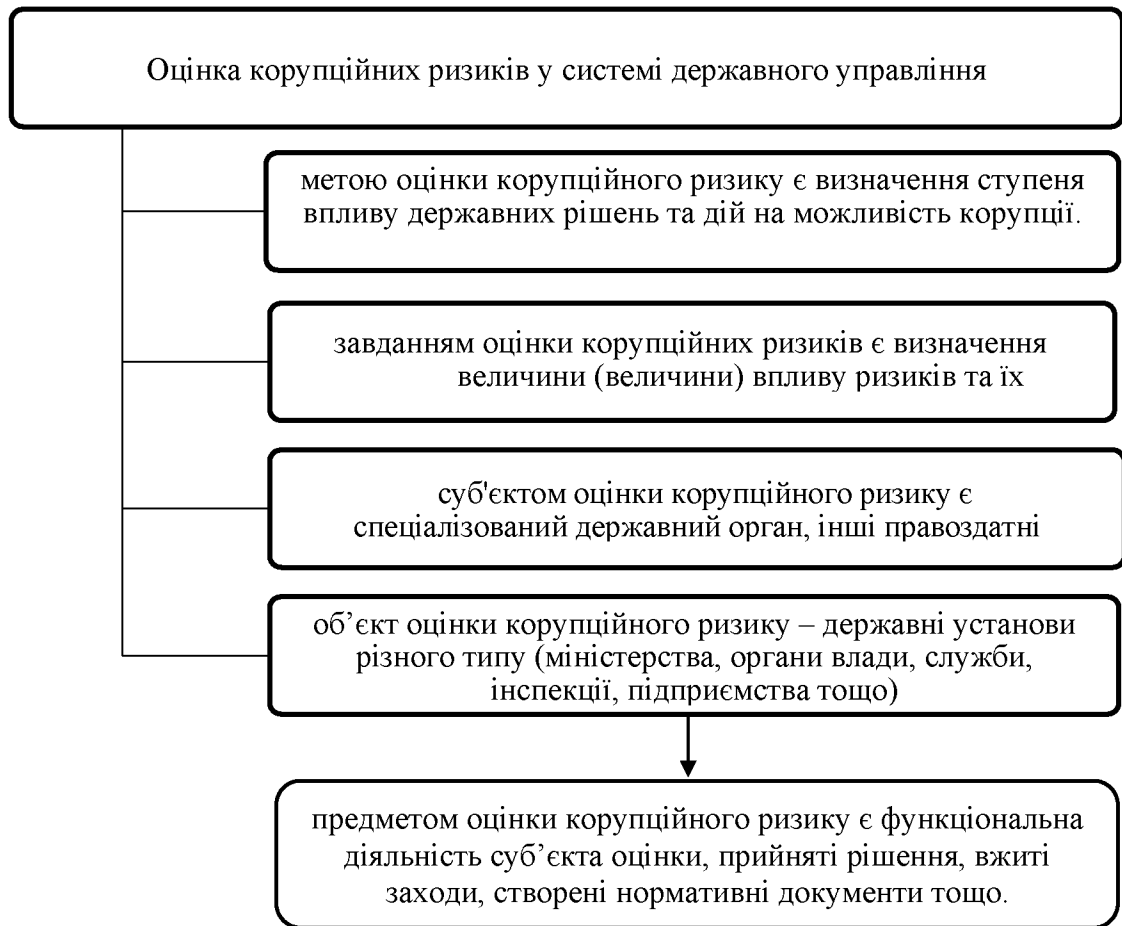 Оцінка корупційних ризиків у системі державного управління
метою оцінки корупційного ризику є визначення ступеня
впливу державних рішень та дій на можливість корупції.
завданням оцінки корупційних ризиків є визначення
величини (величини) впливу ризиків та їх
суб'єктом оцінки корупційного ризику є
спеціалізований державний орган, інші правоздатні
об’єкт оцінки корупційного ризику – державні установи
різного типу (міністерства, органи влади, служби,
інспекції, підприємства тощо)
предметом оцінки корупційного ризику є функціональна
діяльність суб’єкта оцінки, прийняті рішення, вжиті
заходи, створені нормативні документи тощо.